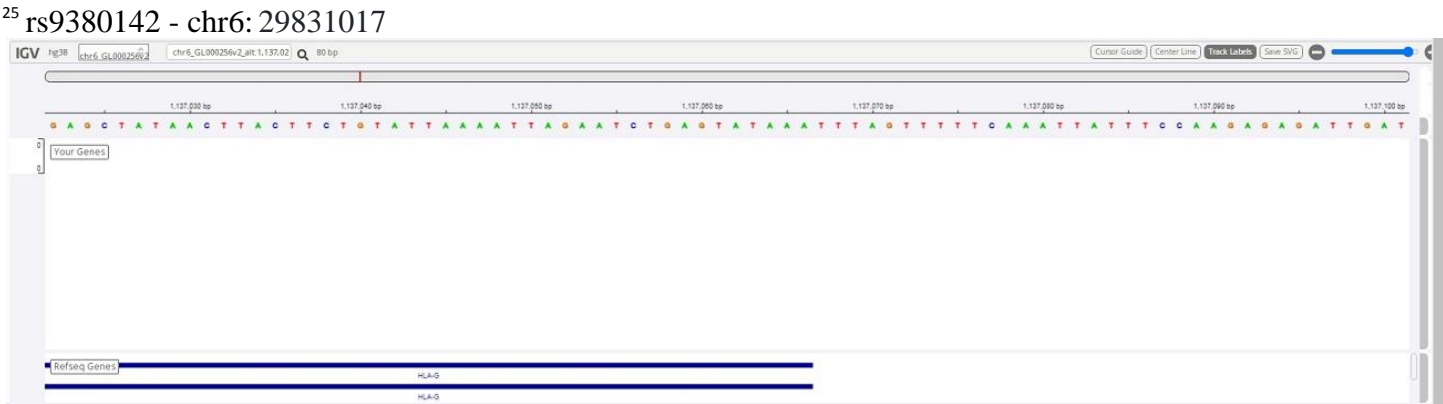 25 rs9380142 - chr6: 29831017
IGV hg38 chr6_GL000256v2 chr6_GL000256v2_alt:1,137,02 80 bp Cursor Guide Center Line Track Labels Save SVG
1,137,030 bp 1,137,040 bp 1,137,050 bp 1,137,060 bp 1,137,070 bp 1,137,080 bp 1,137,090 bp 1,137,100 bp
G A G C T A T A A C T T A C T T C T G T A T T A A A A T T A G A A T C T G A G T A T A A A T T T A G T T T T T C A A A T T A T T T C C A A G A G A G A T T G A T
0
Your Genes
0
Refseq Genes
HLA-G
HLA-G